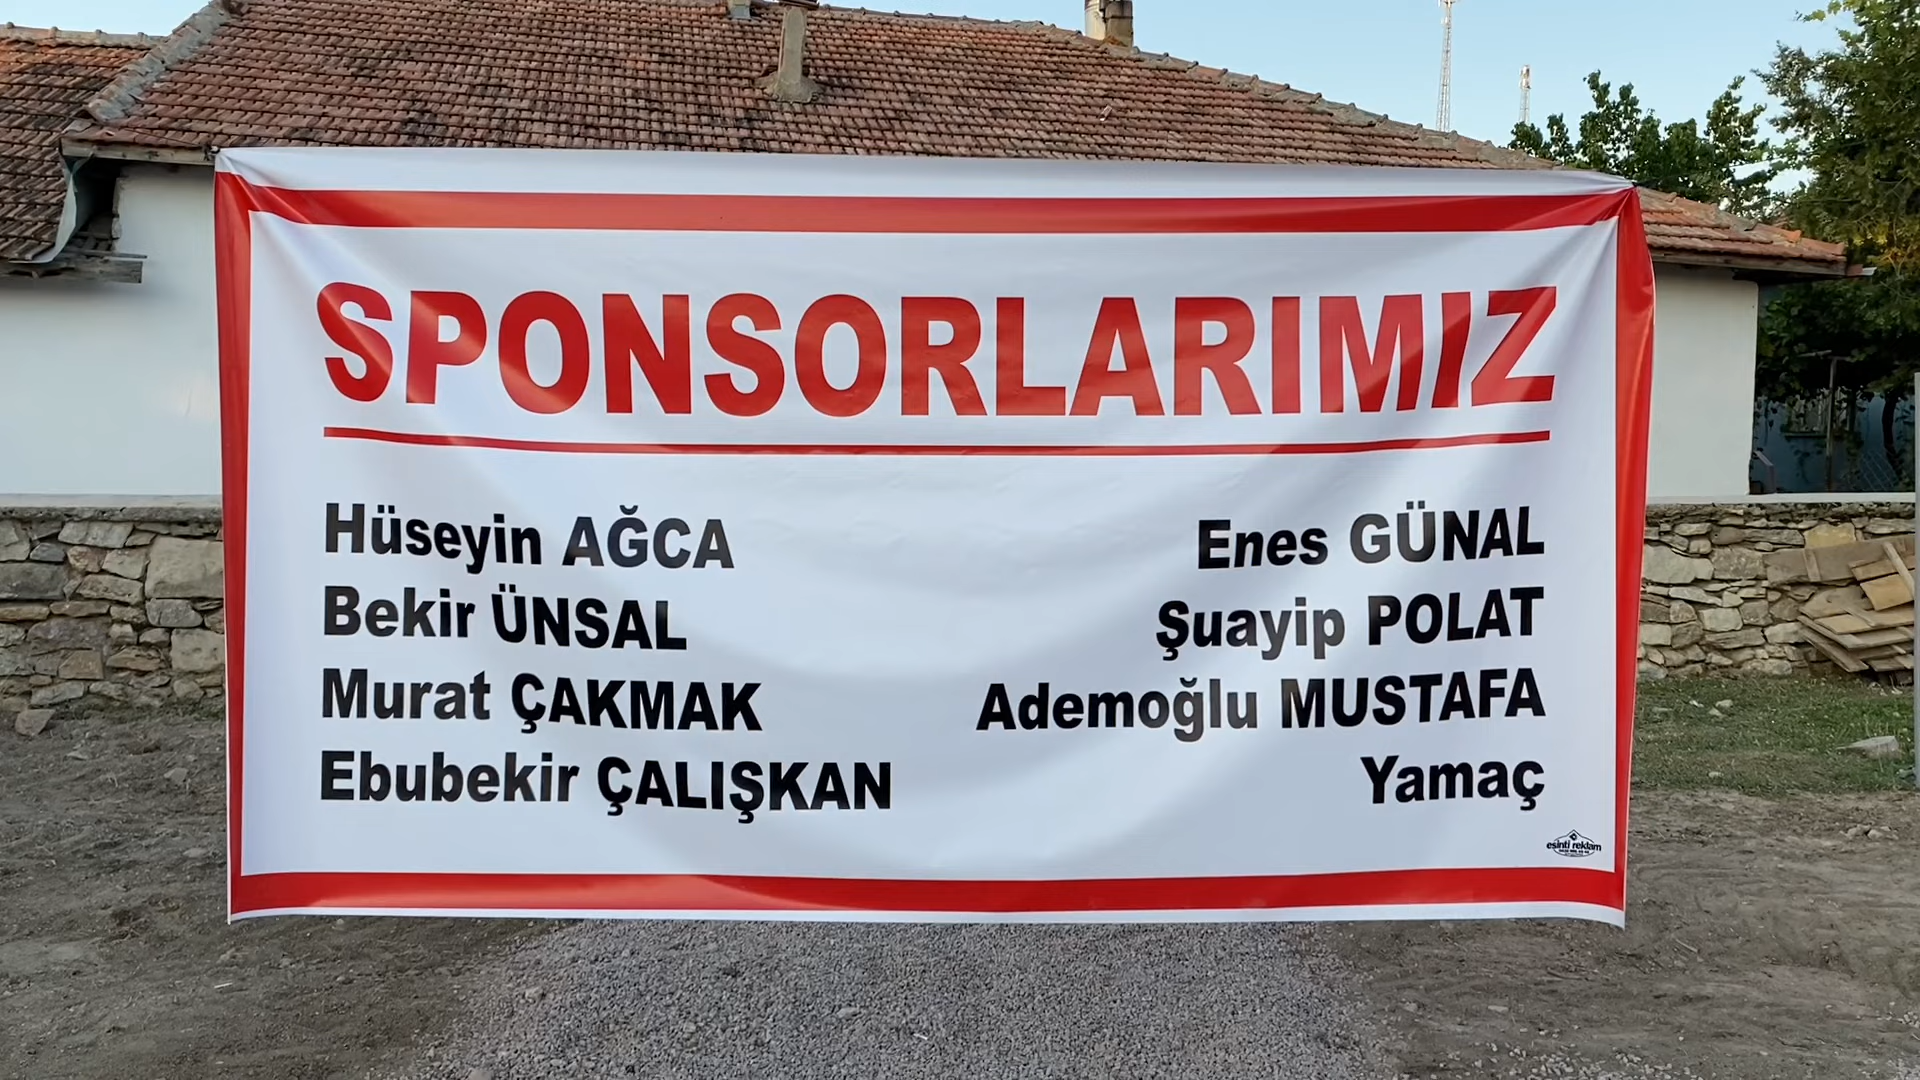 SPONSORLARIMIZ
Hüseyin AĞCA
Bekir ÜNSAL
Murat ÇAKMAK
Ebubekir ÇALIŞKAN
Enes GÜNAL
Şuayip POLAT
Ademoğlu MUSTAFA
Yamaç
esinti reklam